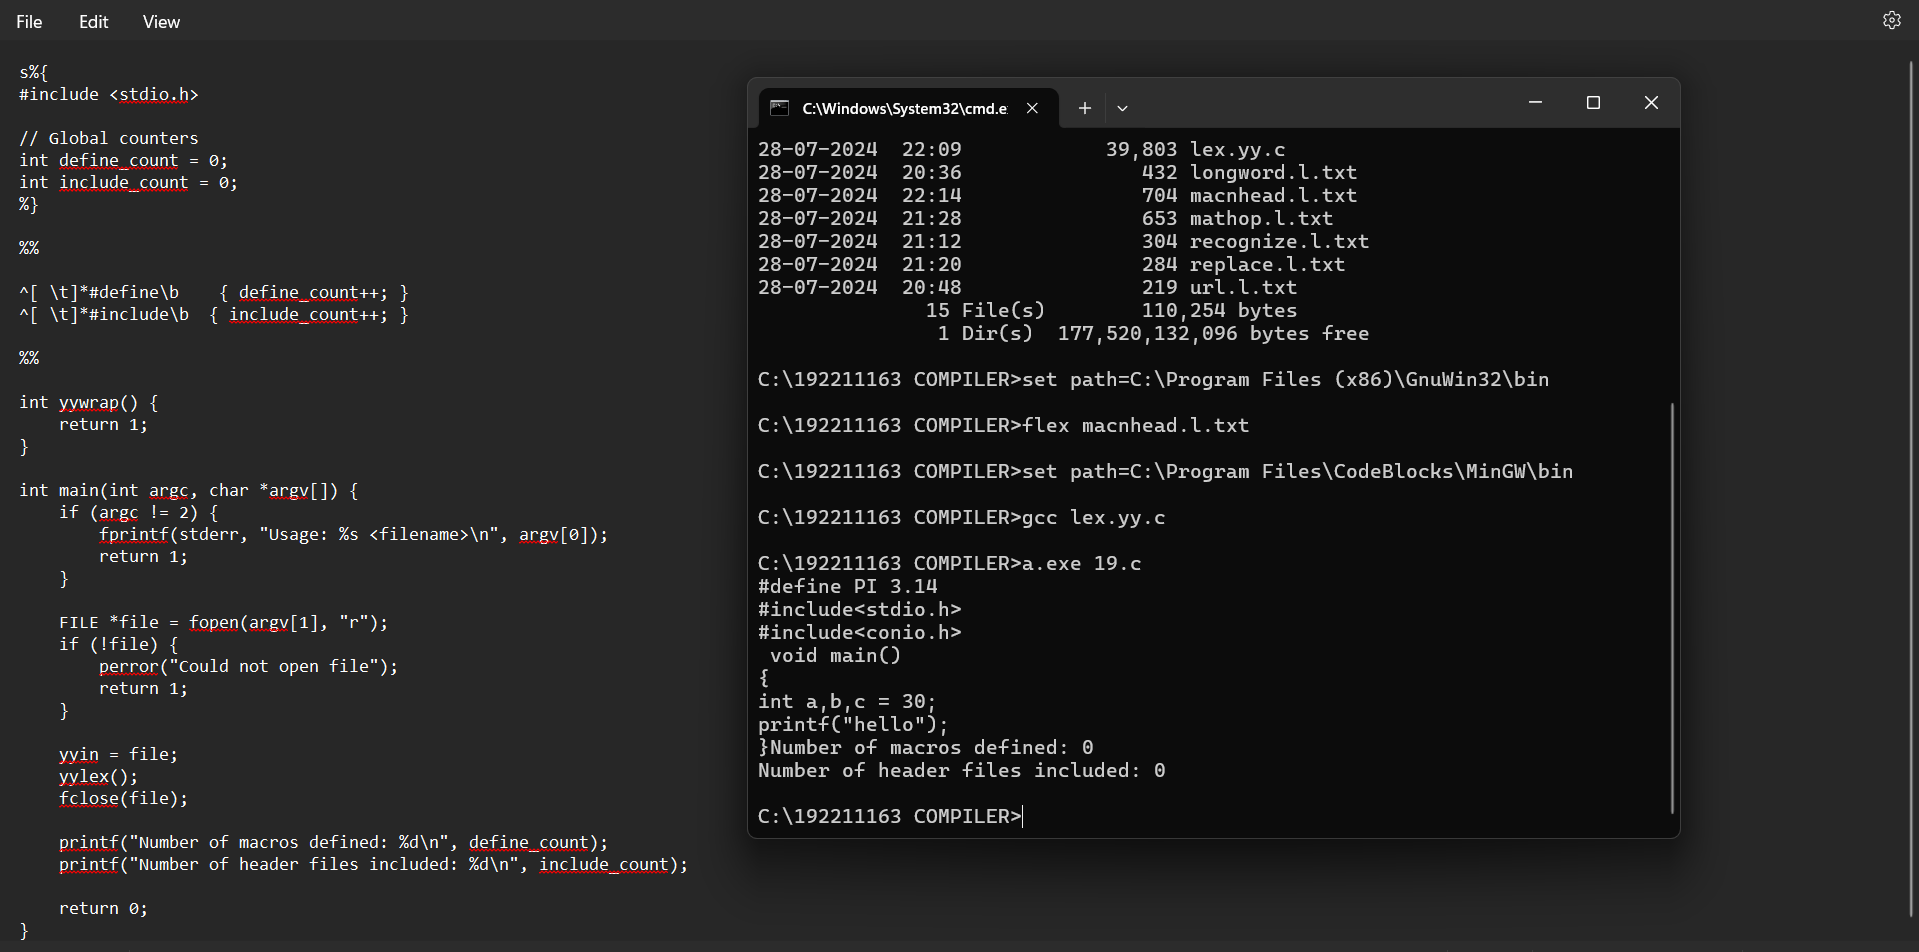 File Edit View
s%{
#include <stdio.h>
// Global counters
int define_count = 0;
int include_count = 0;
%}
%%
^[ \t]*#define\b    { define_count++; }
^[ \t]*#include\b  { include_count++; }
%%
int yywrap() {
    return 1;
}
int main(int argc, char *argv[]) {
    if (argc != 2) {
        fprintf(stderr, "Usage: %s <filename>\n", argv[0]);
        return 1;
    }
    FILE *file = fopen(argv[1], "r");
    if (!file) {
        perror("Could not open file");
        return 1;
    }
    yyin = file;
    yylex();
    fclose(file);
    printf("Number of macros defined: %d\n", define_count);
    printf("Number of header files included: %d\n", include_count);
    return 0;
}
C:\Windows\System32\cmd.e
28-07-2024  22:09            39,803 lex.yy.c
28-07-2024  20:36               432 longword.l.txt
28-07-2024  22:14               704 macnhead.l.txt
28-07-2024  21:28               653 mathop.l.txt
28-07-2024  21:12               304 recognize.l.txt
28-07-2024  21:20               284 replace.l.txt
28-07-2024  20:48               219 url.l.txt
              15 File(s)        110,254 bytes
               1 Dir(s)  177,520,132,096 bytes free
C:\192211163 COMPILER>set path=C:\Program Files (x86)\GnuWin32\bin
C:\192211163 COMPILER>flex macnhead.l.txt
C:\192211163 COMPILER>set path=C:\Program Files\CodeBlocks\MinGW\bin
C:\192211163 COMPILER>gcc lex.yy.c
C:\192211163 COMPILER>a.exe 19.c
#define PI 3.14
#include<stdio.h>
#include<conio.h>
 void main()
{
int a,b,c = 30;
printf("hello");
}Number of macros defined: 0
Number of header files included: 0
C:\192211163 COMPILER>